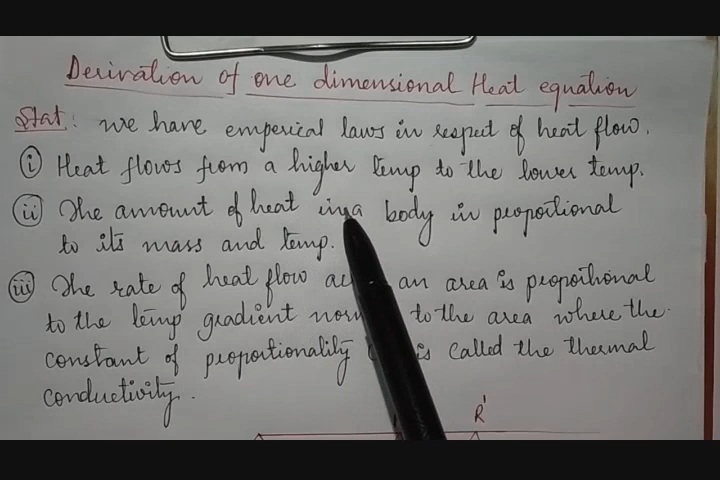 Derivation of one dimensional Heat equation
Stat: we have emperical laws in respect of heat flow.
(i) Heat flows from a higher temp to the lower temp.
(ii) The amount of heat in a body in proportional
to its mass and temp.
(iii) The rate of heat flow an area is proportional
to the temp gradient to the area where the
constant of proportionality is called the thermal
conductivity.
R'